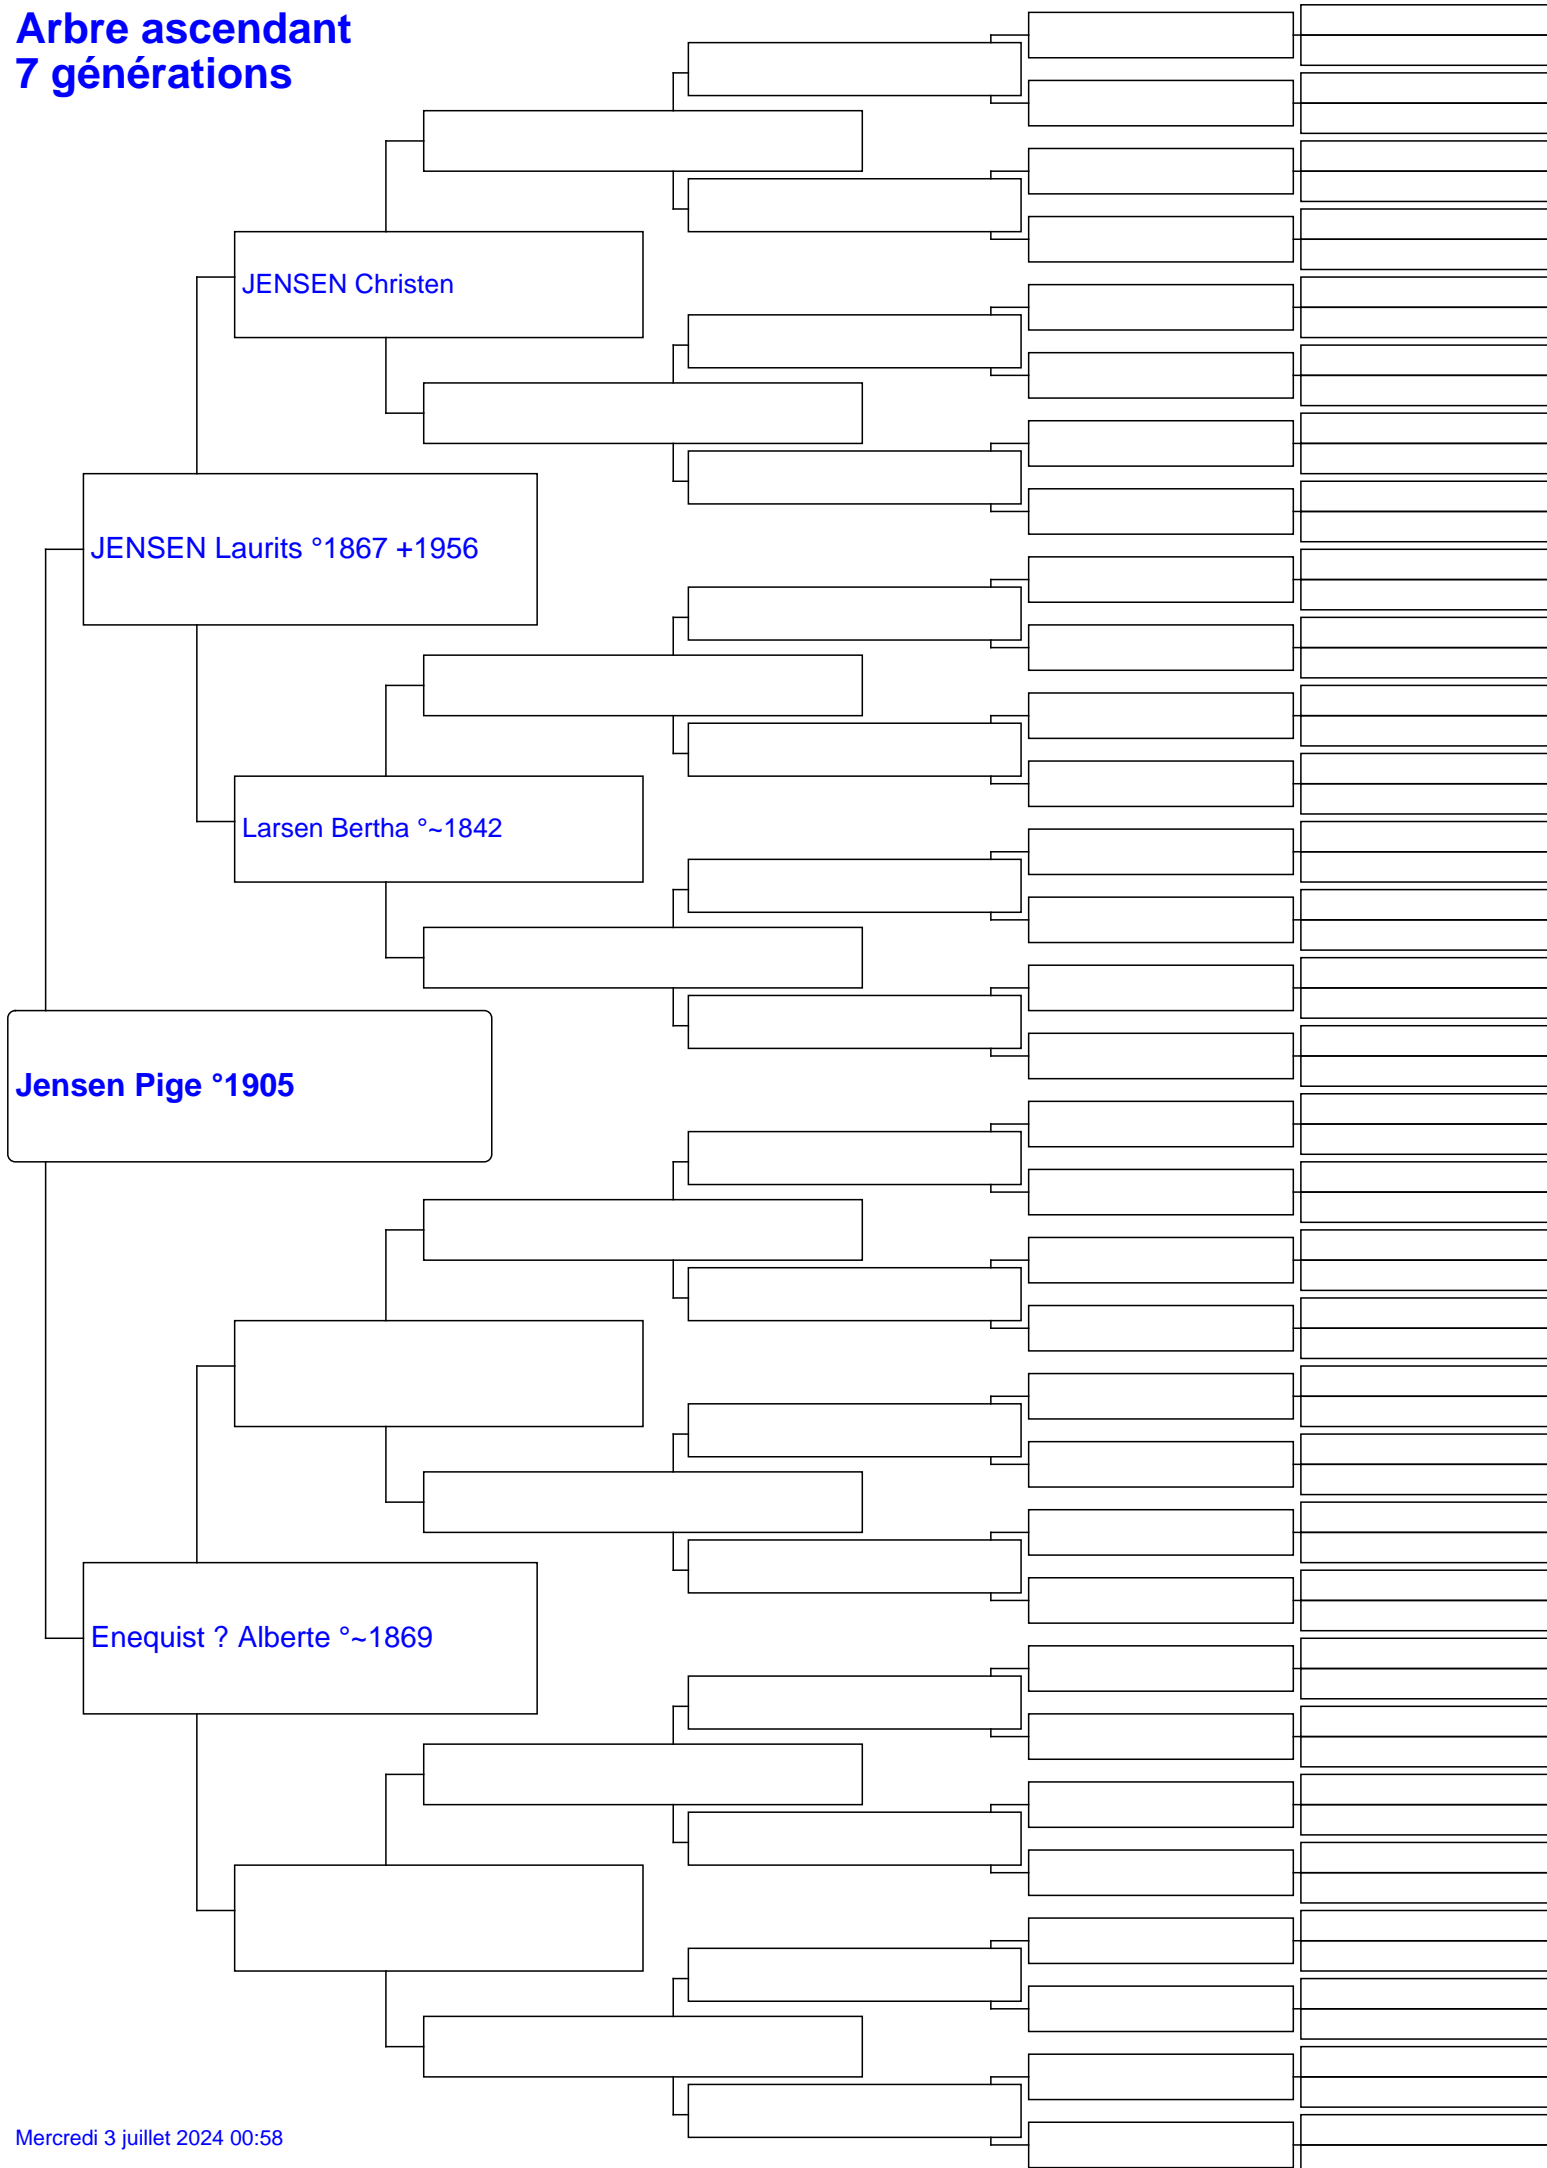 Arbre ascendant
7 générations
JENSEN Christen
JENSEN Laurits °1867 +1956
Larsen Bertha °~1842
Jensen Pige °1905
Enequist ? Alberte °~1869
Mercredi 3 juillet 2024 00:58